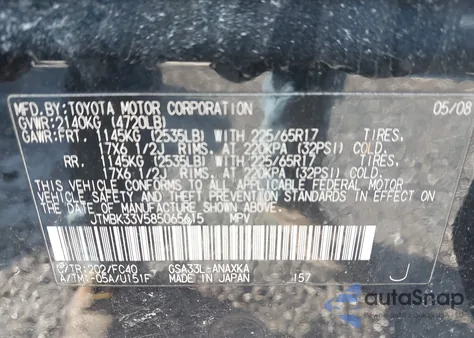 MFD.BY: TOYOTA MOTOR CORPORATION 05/08
GVWR: 2140KG (4720LB)
GAWR: FRT. 1145KG (2535LB) WITH 225/65R17 TIRES,
17X6 1/2J RIMS, AT 220KPA (32PSI) COLD.
RR. 1145KG (2535LB) WITH 225/65R17 TIRES,
17X6 1/2J RIMS, AT 220KPA (32PSI) COLD.
THIS VEHICLE CONFORMS TO ALL APPLICABLE FEDERAL MOTOR
VEHICLE SAFETY AND THEFT PREVENTION STANDARDS IN
EFFECT ON THE DATE OF MANUFACTURE SHOWN ABOVE.
JTMBK33V585065615 MPV
C/TR: 202/FC40 GSA33L-ANAXKA
A/TM: -05A/U151F MADE IN JAPAN J57 J
autoSnap